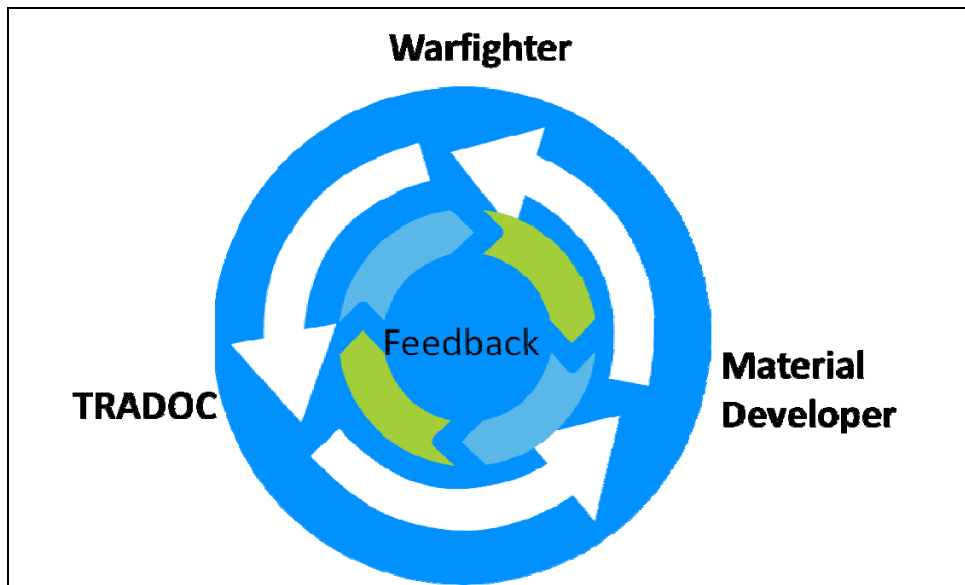 Warfighter
Feedback
TRADOC
Material
Developer